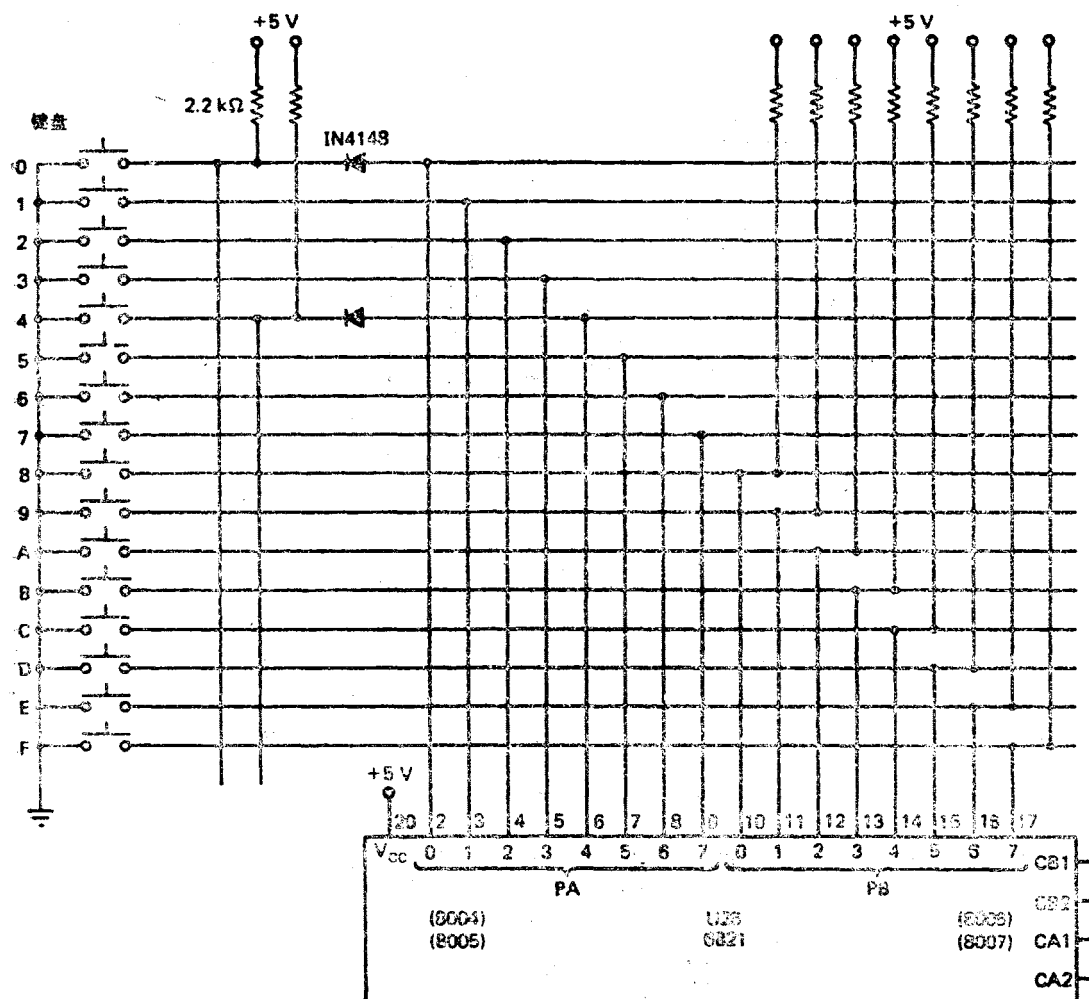 +5 V
+5 V
2.2 kΩ
键盘
IN4148
0
1
2
3
4
5
6
7
8
9
A
B
C
D
E
F
+5 V
20 2 3 4 5 6 7 8 9 10 11 12 13 14 15 16 17
VCC 0 1 2 3 4 5 6 7 0 1 2 3 4 5 6 7
CB1
PA PB
CB2
(8004) (8006)
(8005) 6821 (8007) CA1
CA2